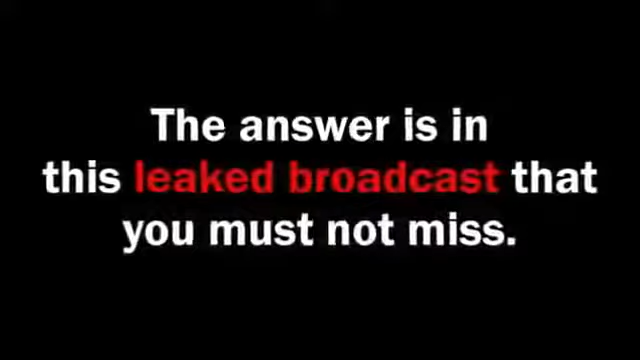 The answer is in
this leaked broadcast that
you must not miss.